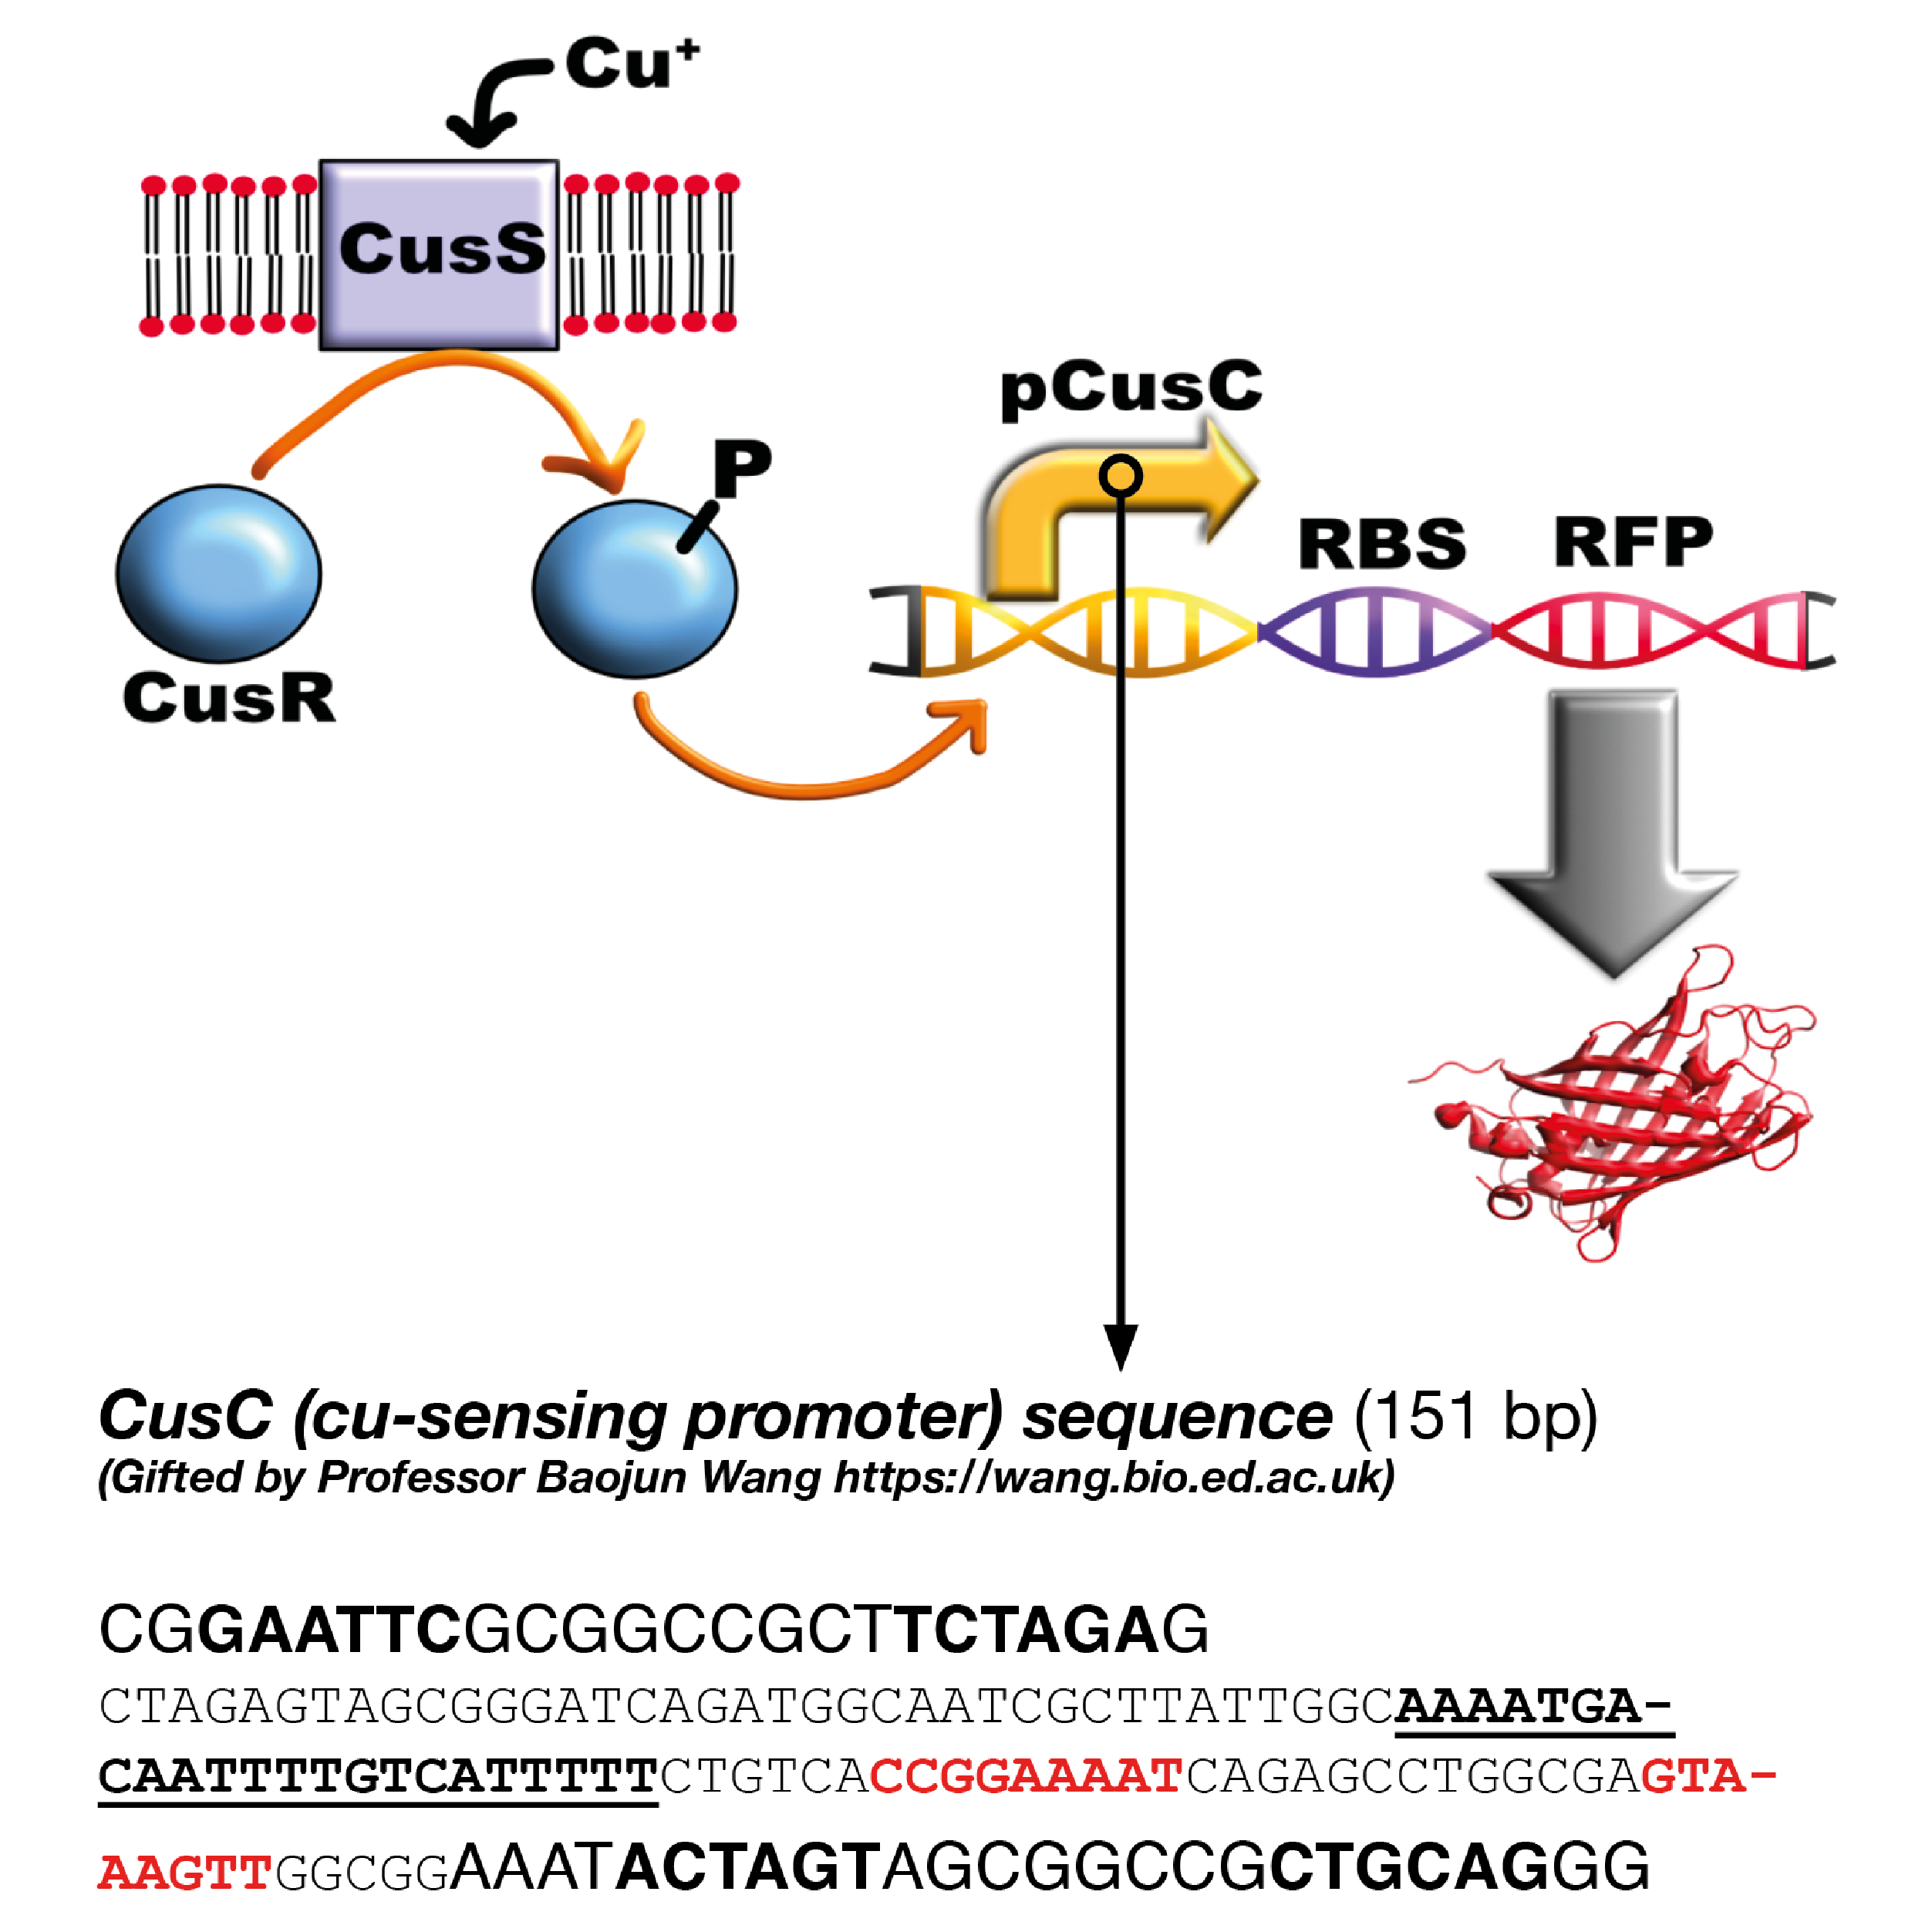 Cu⁺
CusS
pCusC
P
RBS RFP
CusR
CusC (cu-sensing promoter) sequence (151 bp)
(Gifted by Professor Baojun Wang https://wang.bio.ed.ac.uk)
CGGAATTCGCGGCCGCTTCTAGAG
CTAGAGTAGCGGGATCAGATGGCAATCGCTTATTGGCAAAATGA-
CAATTTTGTCATTTTTCTGTCACCGGAAAATCAGAGCCTGGCGAGTA-
AAGTTGGCGGAAATACTAGTAGCGGCCGCTGCAGGG